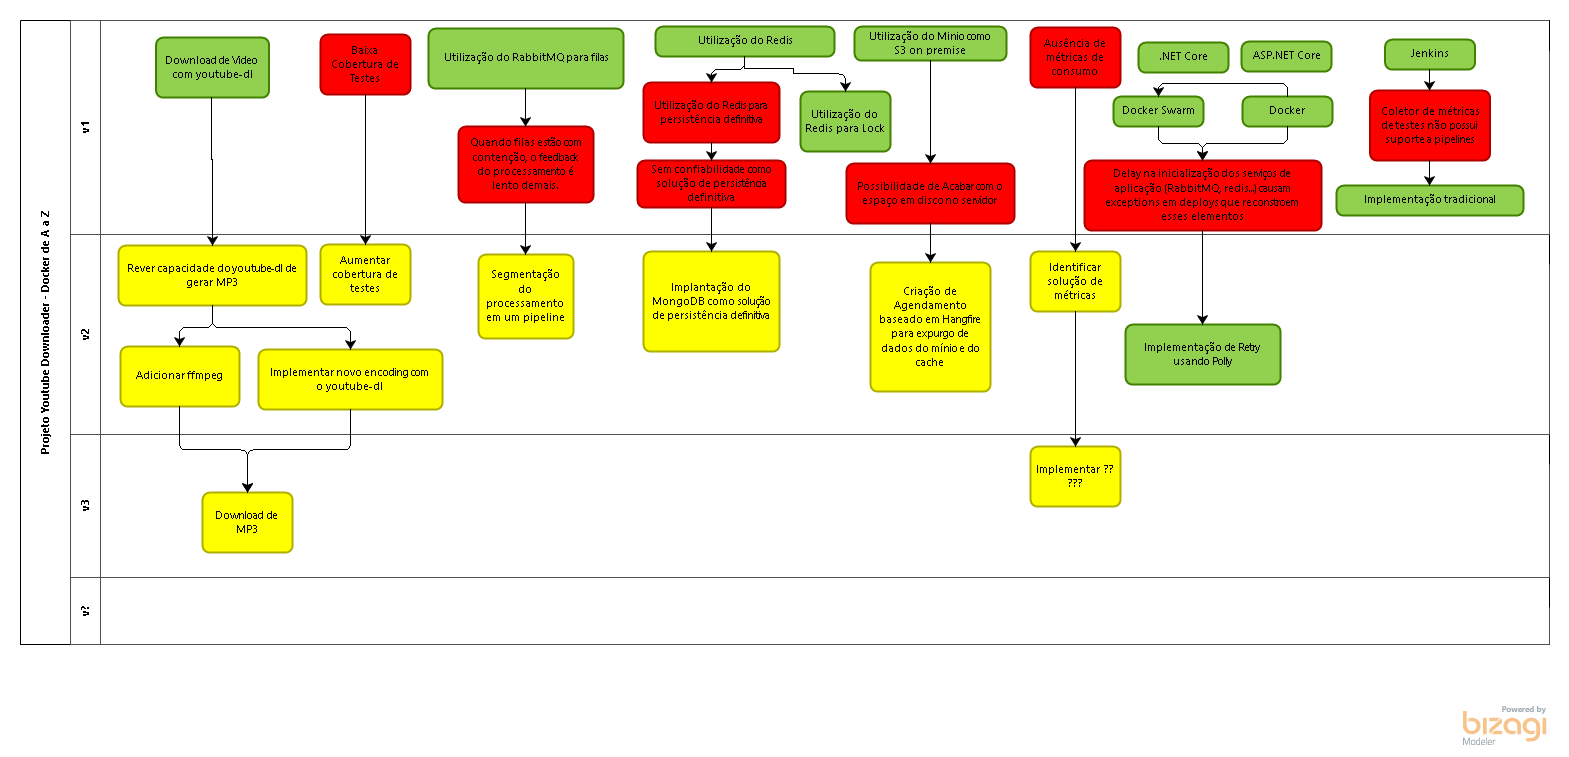 Projeto Youtube Downloader - Docker de A a Z
v1
Download de Vídeo
com youtube-dl
Baixa
Cobertura de
Testes
Utilização do RabbitMQ para filas
Quando filas estão com
contenção, o feedback
do processamento é
lento demais.
Utilização do Redis
Utilização do Redis para
persistência definitiva
Utilização do
Redis para Lock
Sem confiabilidade como
solução de persistência
definitiva
Utilização do Minio como
S3 on premise
Possibilidade de Acabar com o
espaço em disco no servidor
Ausência de
métricas de
consumo
.NET Core
ASP.NET Core
Docker Swarm
Docker
Delay na inicialização dos serviços de
aplicação (RabbitMQ, redis..) causam
exceptions em deploys que reconstroem
esses elementos
Jenkins
Coletor de métricas
de testes não possui
suporte a pipelines
Implementação tradicional
v2
Rever capacidade do youtube-dl de
gerar MP3
Adicionar ffmpeg
Implementar novo encoding com
o youtube-dl
Aumentar
cobertura de
testes
Segmentação
do
processamento
em um pipeline
Implantação do
MongoDB como solução
de persistência definitiva
Criação de
Agendamento
baseado em Hangfire
para expurgo de
dados do mínio e do
cache
Identificar
solução de
métricas
Implementação de Retry
usando Polly
v3
Download de
MP3
Implementar ??
???
v?
Powered by
bizagi
Modeler